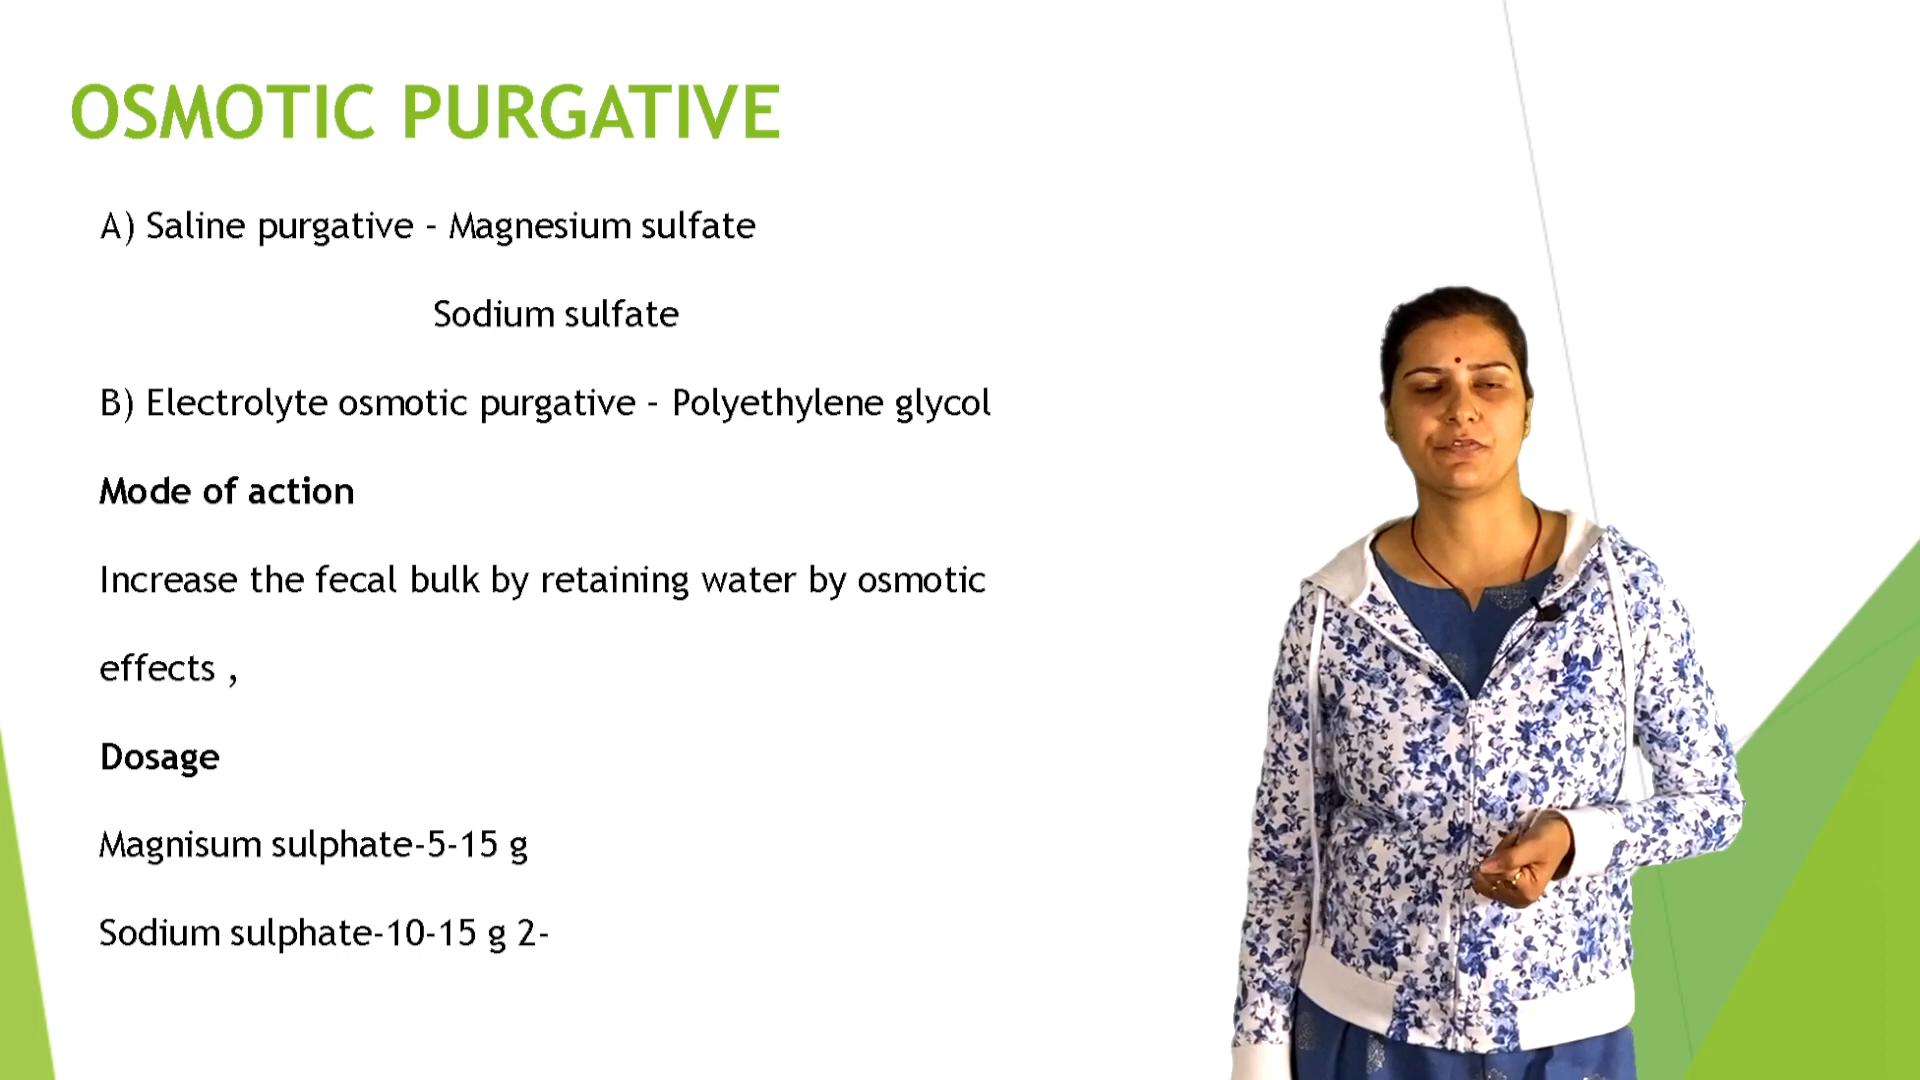 OSMOTIC PURGATIVE
A) Saline purgative - Magnesium sulfate
Sodium sulfate
B) Electrolyte osmotic purgative - Polyethylene glycol
Mode of action
Increase the fecal bulk by retaining water by osmotic
effects ,
Dosage
Magnisum sulphate-5-15 g
Sodium sulphate-10-15 g 2-